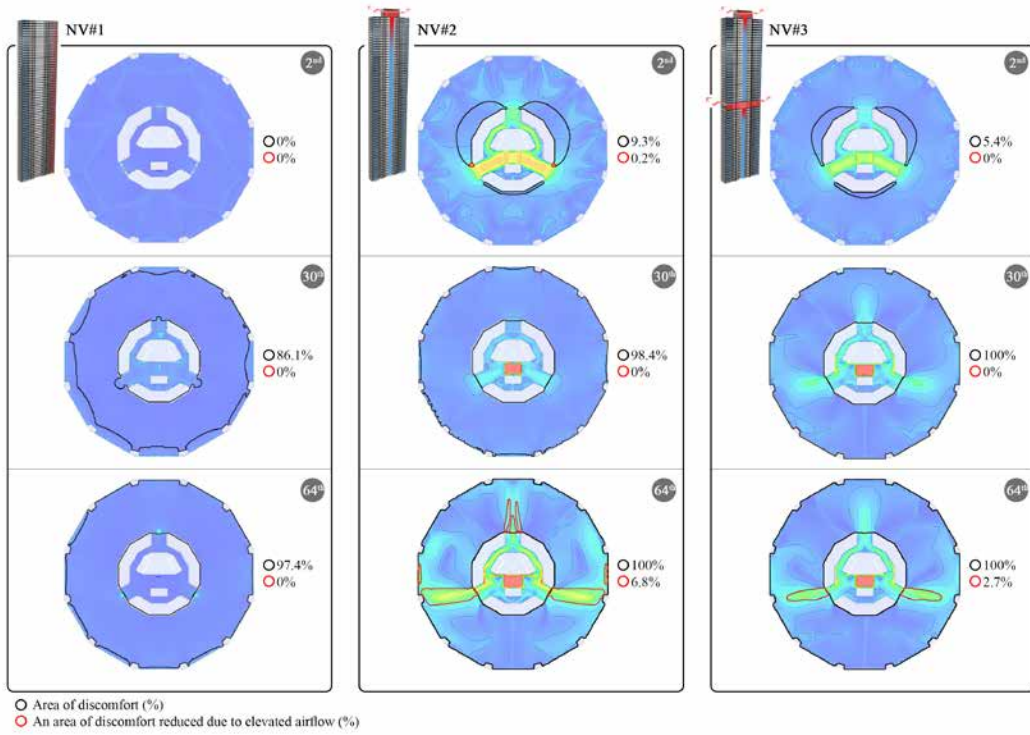 NV#1
2nd
0%
0%
30th
86.1%
0%
64th
97.4%
0%
NV#2
2nd
9.3%
0.2%
30th
98.4%
0%
64th
100%
6.8%
NV#3
2nd
5.4%
0%
30th
100%
0%
64th
100%
2.7%
Area of discomfort (%)
An area of discomfort reduced due to elevated airflow (%)